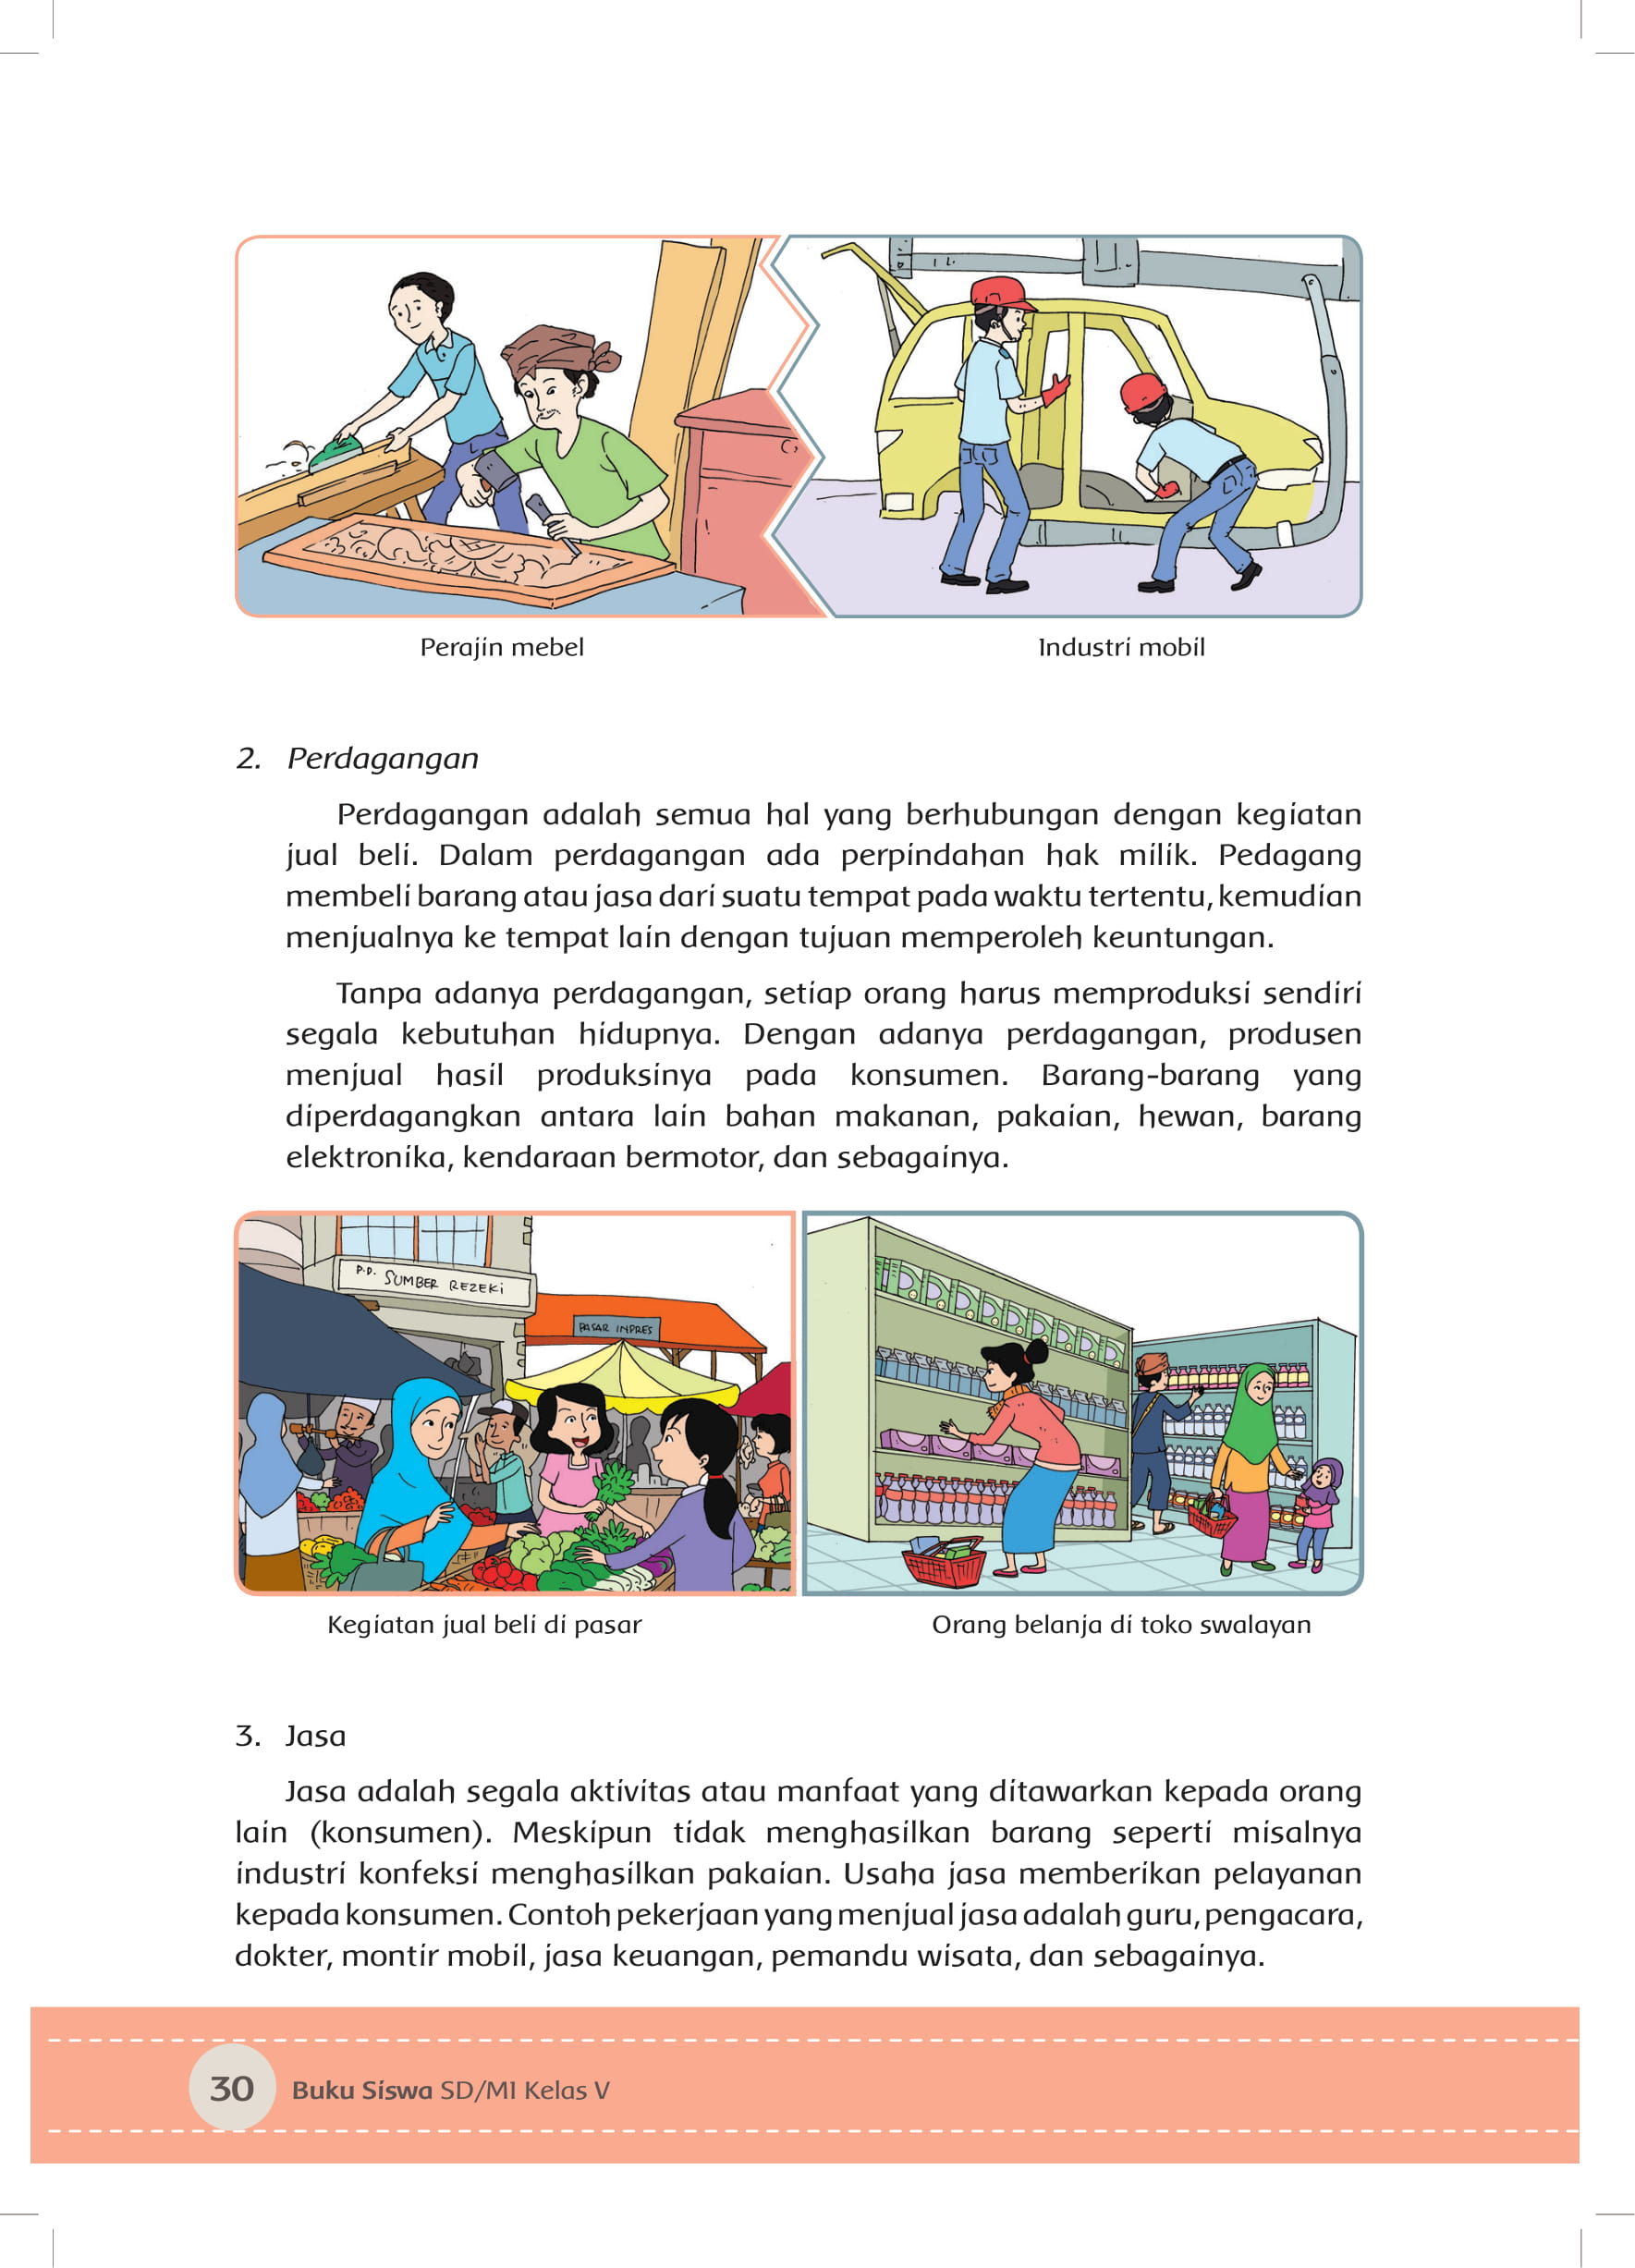 Perajin mebel
Industri mobil
2. Perdagangan
Perdagangan adalah semua hal yang berhubungan dengan kegiatan
jual beli. Dalam perdagangan ada perpindahan hak milik. Pedagang
membeli barang atau jasa dari suatu tempat pada waktu tertentu, kemudian
menjualnya ke tempat lain dengan tujuan memperoleh keuntungan.
Tanpa adanya perdagangan, setiap orang harus memproduksi sendiri
segala kebutuhan hidupnya. Dengan adanya perdagangan, produsen
menjual hasil produksinya pada konsumen. Barang-barang yang
diperdagangkan antara lain bahan makanan, pakaian, hewan, barang
elektronika, kendaraan bermotor, dan sebagainya.
P.D. SUMBER REZEKi
PASAR INPRES
Kegiatan jual beli di pasar
Orang belanja di toko swalayan
3. Jasa
Jasa adalah segala aktivitas atau manfaat yang ditawarkan kepada orang
lain (konsumen). Meskipun tidak menghasilkan barang seperti misalnya
industri konfeksi menghasilkan pakaian. Usaha jasa memberikan pelayanan
kepada konsumen. Contoh pekerjaan yang menjual jasa adalah guru, pengacara,
dokter, montir mobil, jasa keuangan, pemandu wisata, dan sebagainya.
30 Buku Siswa SD/MI Kelas V